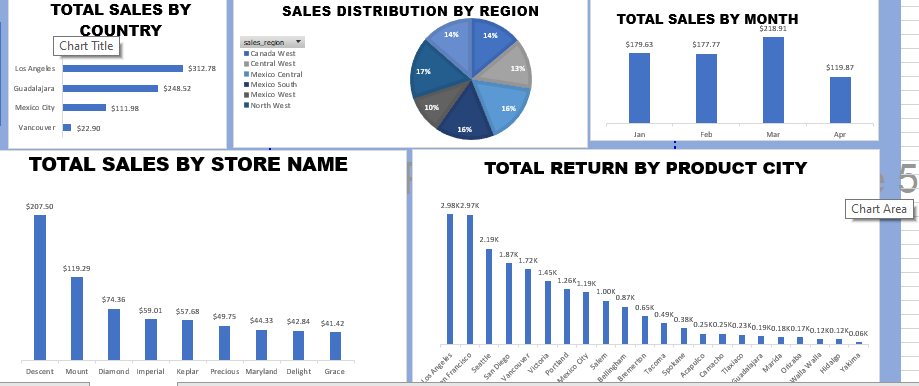 TOTAL SALES BY
COUNTRY
Chart Title
Los Angeles $312.78
Guadalajara $248.52
Mexico City $111.98
Vancouver $22.90
SALES DISTRIBUTION BY REGION
sales_region
Canada West
Central West
Mexico Central
Mexico South
Mexico West
North West
14%
14%
13%
16%
16%
10%
17%
TOTAL SALES BY MONTH
$179.63 $177.77 $218.91 $119.87
Jan Feb Mar Apr
TOTAL SALES BY STORE NAME
$207.50 $119.29 $74.36 $59.01 $57.68 $49.75 $44.33 $42.84 $41.42
Descent Mount Diamond Imperial Keplar Precious Maryland Delight Grace
TOTAL RETURN BY PRODUCT CITY
5
Chart Area
2.98K 2.97K 2.19K 1.87K 1.72K 1.45K 1.26K 1.19K 1.00K 0.87K 0.65K 0.49K 0.38K 0.25K 0.25K 0.23K 0.19K 0.18K 0.17K 0.12K 0.12K 0.06K
Los Angeles n Francisco Seattle San Diego Vancouver Victoria Portland Mexico City Salem Bellingham Bremerton Tacoma Spokane Acapulco Camacho Tlaxiaco Guadalajara Merida Orizaba Walla Walla Hidalgo Yakima